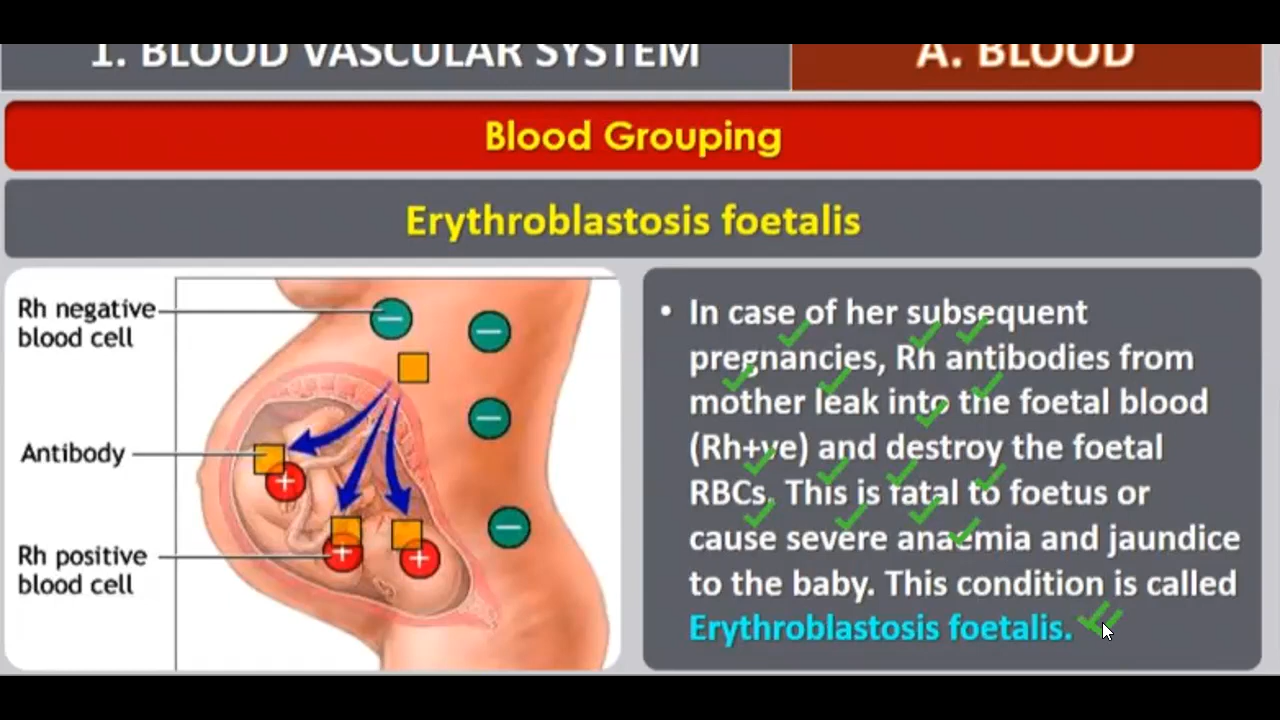 1. BLOOD VASCULAR SYSTEM
A. BLOOD
Blood Grouping
Erythroblastosis foetalis
Rh negative
blood cell
Antibody
Rh positive
blood cell
• In case of her subsequent
pregnancies, Rh antibodies from
mother leak into the foetal blood
(Rh+ve) and destroy the foetal
RBCs. This is fatal to foetus or
cause severe anaemia and jaundice
to the baby. This condition is called
Erythroblastosis foetalis.